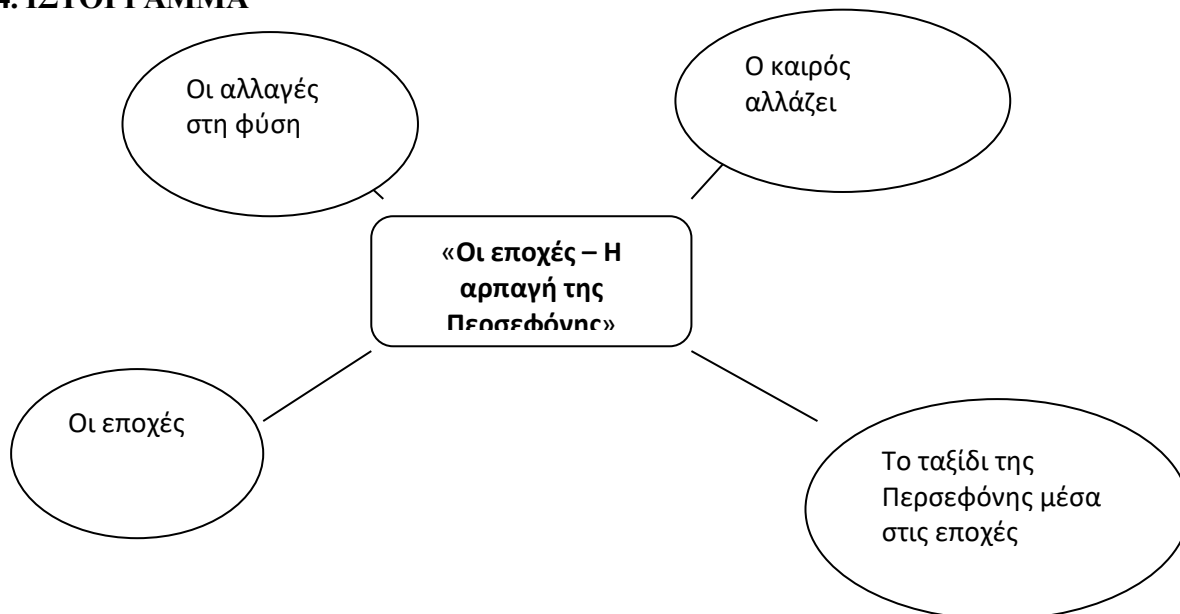 4. ΙΣΤΟΓΡΑΜΜΑ
Οι αλλαγές
στη φύση
Ο καιρός
αλλάζει
«Οι εποχές – Η
αρπαγή της
Περσεφόνης»
Οι εποχές
Το ταξίδι της
Περσεφόνης μέσα
στις εποχές